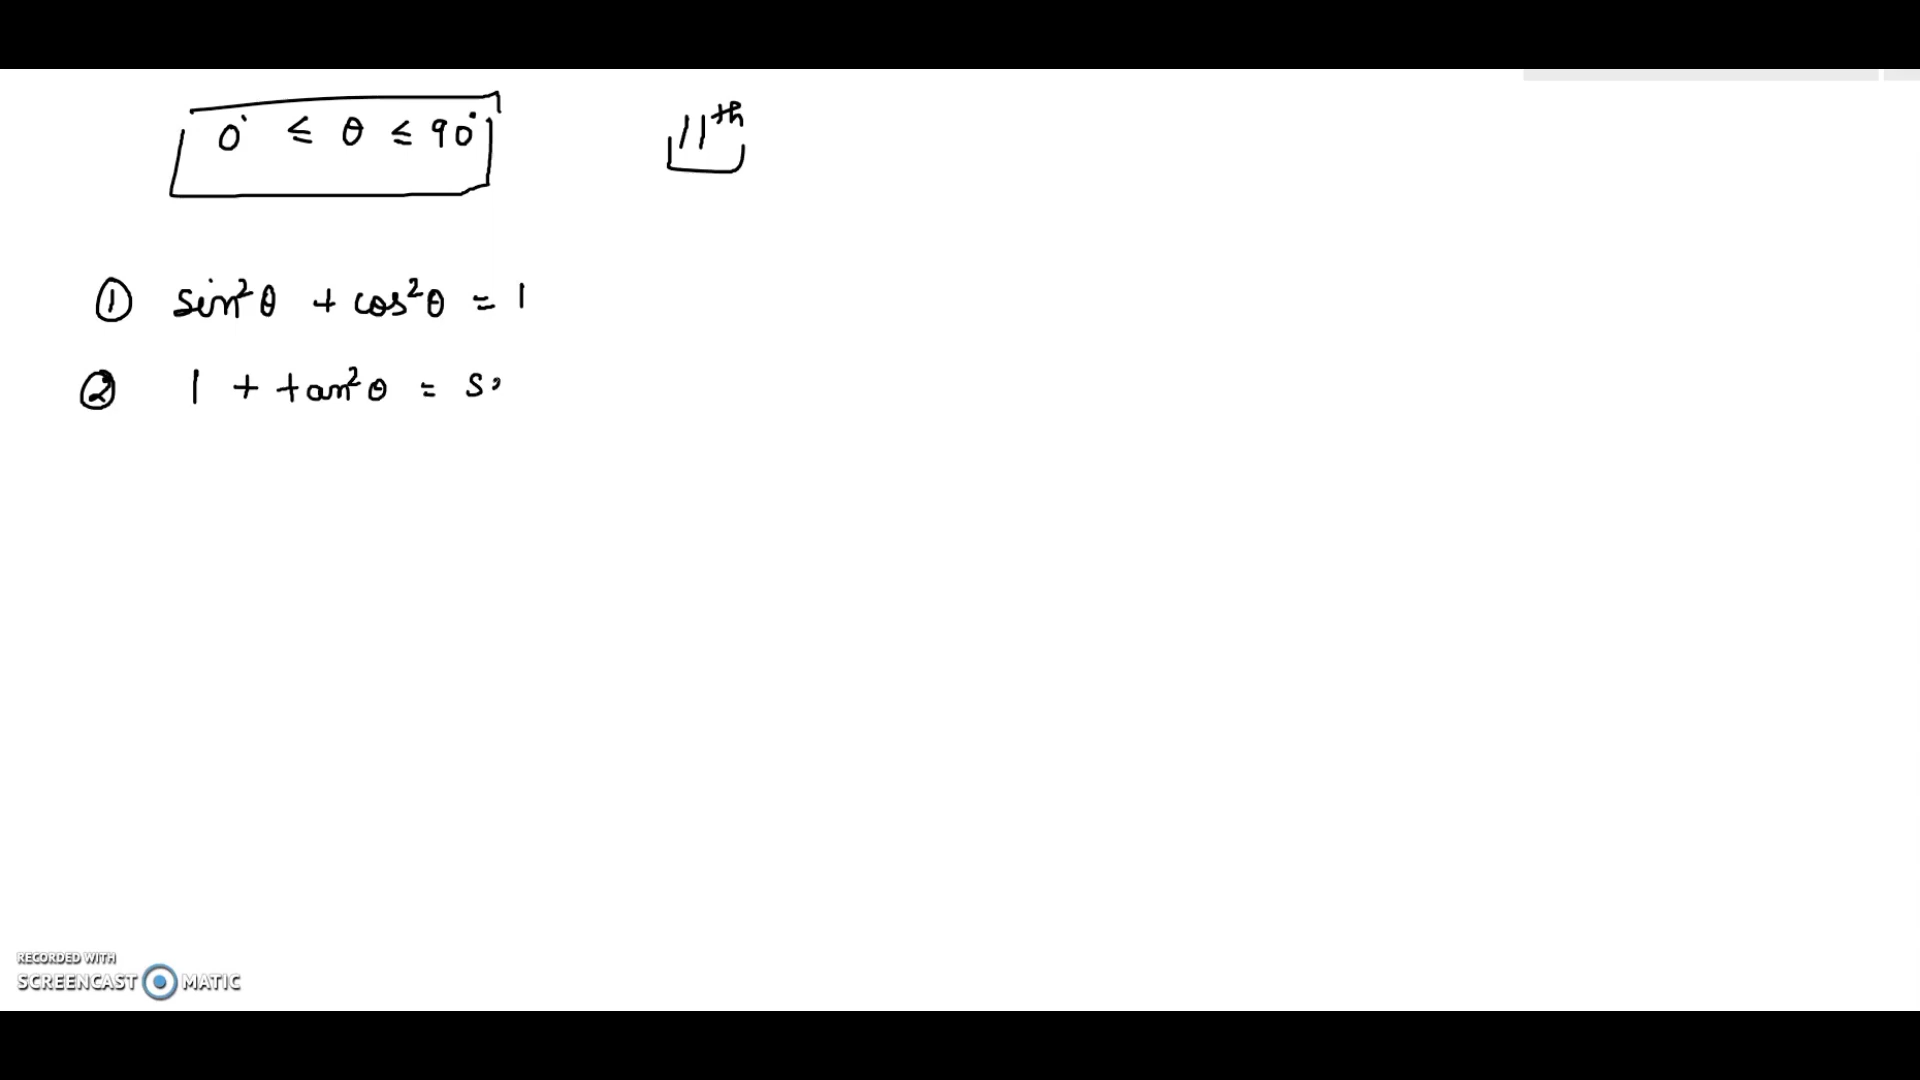 0° ≤ θ ≤ 90° 11th
① sin²θ + cos²θ = 1
② 1 + tan²θ = s
RECORDED WITH
SCREENCAST MATIC